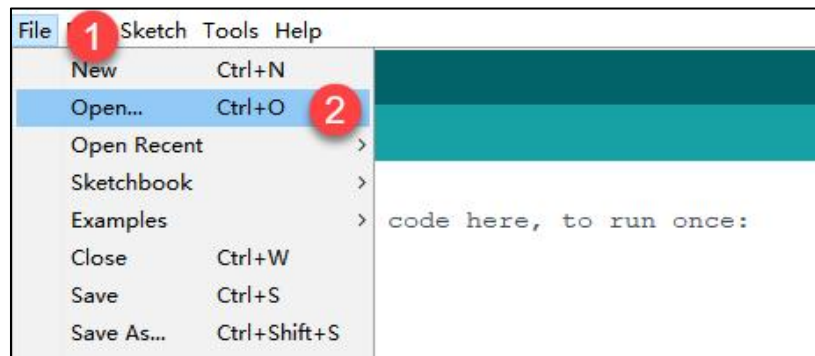 File 1 Sketch Tools Help
New Ctrl+N
Open... Ctrl+O 2
Open Recent >
Sketchbook >
Examples > code here, to run once:
Close Ctrl+W
Save Ctrl+S
Save As... Ctrl+Shift+S